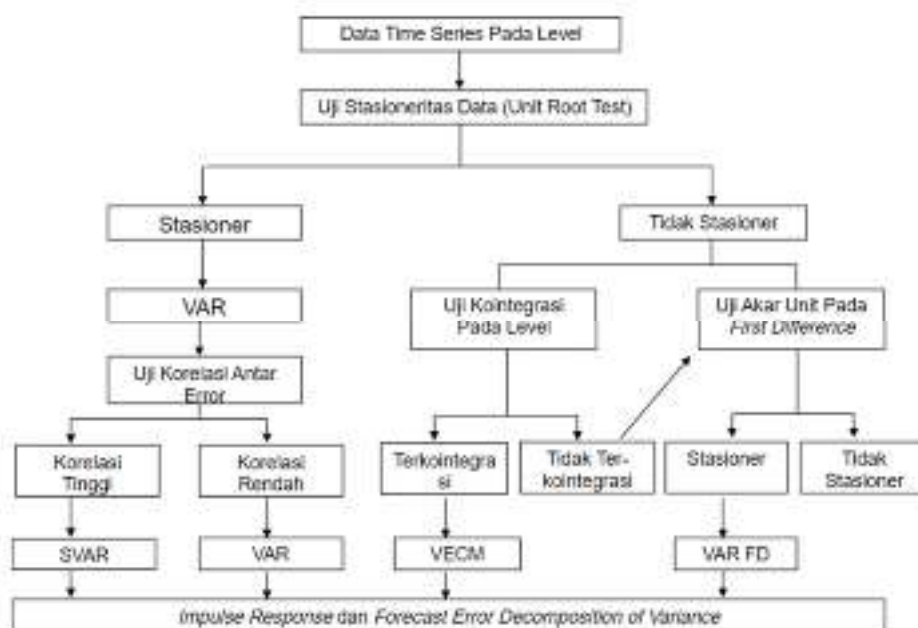 Data Time Series Pada Level
Uji Stasioneritas Data (Unit Root Test)
Stasioner
Tidak Stasioner
VAR
Uji Kointegrasi
Pada Level
Uji Akar Unit Pada
First Difference
Uji Korelasi Antar
Error
Korelasi
Tinggi
Korelasi
Rendah
Terkointegra
si
Tidak Ter-
kointegrasi
Stasioner
Tidak
Stasioner
SVAR
VAR
VECM
VAR FD
Impulse Response dan Forecast Error Decomposition of Variance